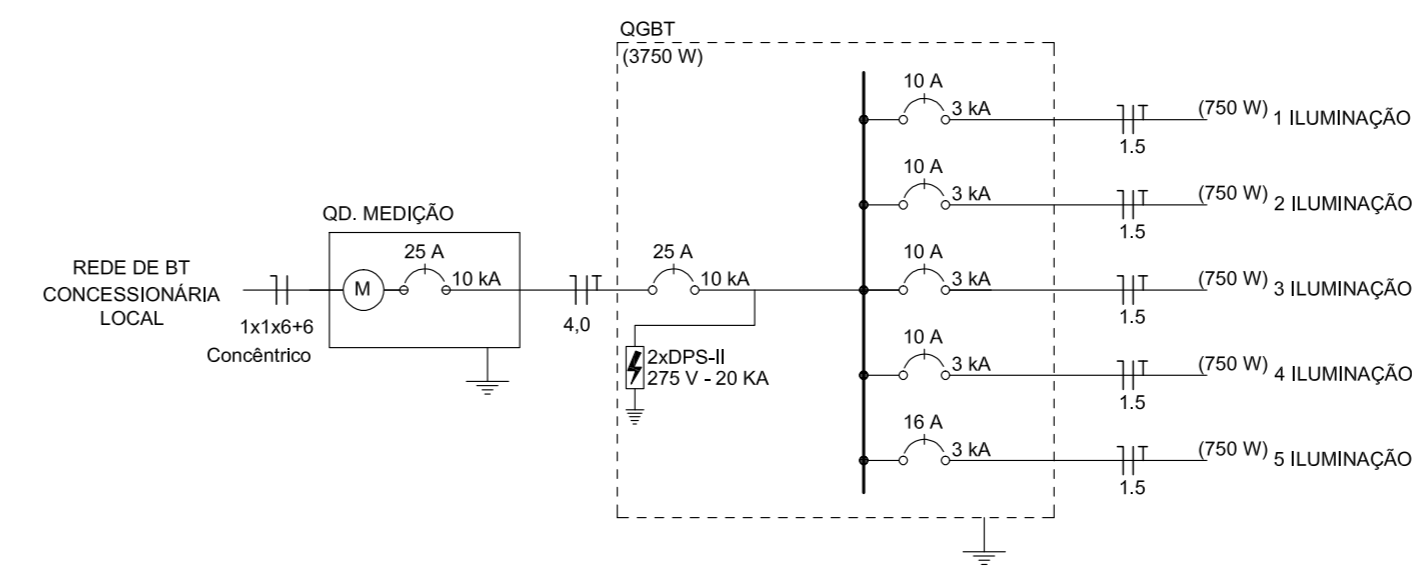 QGBT
(3750 W)
10 A
3 kA
1.5
(750 W)
1 ILUMINAÇÃO
10 A
3 kA
1.5
(750 W)
2 ILUMINAÇÃO
QD. MEDIÇÃO
REDE DE BT
CONCESSIONÁRIA
LOCAL
1x1x6+6
Concêntrico
M
25 A
10 kA
4,0
25 A
10 kA
2xDPS-II
275 V - 20 KA
10 A
3 kA
1.5
(750 W)
3 ILUMINAÇÃO
10 A
3 kA
1.5
(750 W)
4 ILUMINAÇÃO
16 A
3 kA
1.5
(750 W)
5 ILUMINAÇÃO